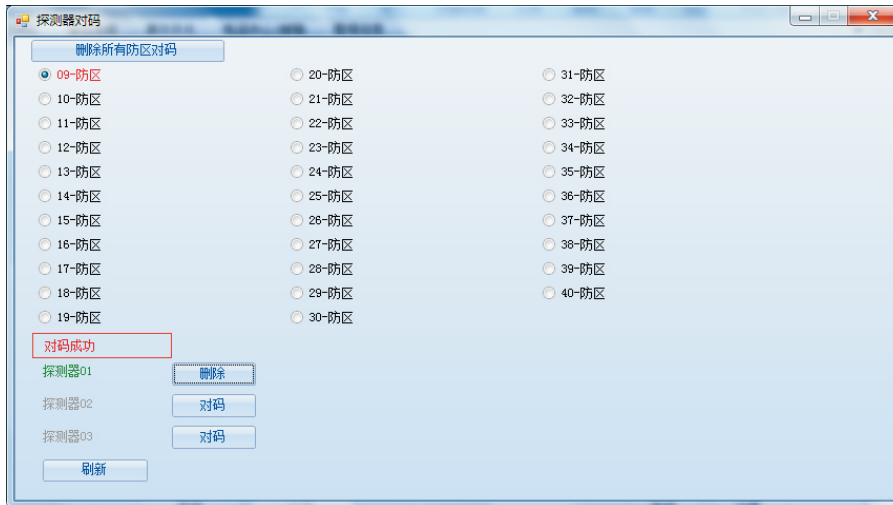 探测器对码
删除所有防区对码
09-防区 20-防区 31-防区
10-防区 21-防区 32-防区
11-防区 22-防区 33-防区
12-防区 23-防区 34-防区
13-防区 24-防区 35-防区
14-防区 25-防区 36-防区
15-防区 26-防区 37-防区
16-防区 27-防区 38-防区
17-防区 28-防区 39-防区
18-防区 29-防区 40-防区
19-防区 30-防区
对码成功
探测器01 删除
探测器02 对码
探测器03 对码
刷新